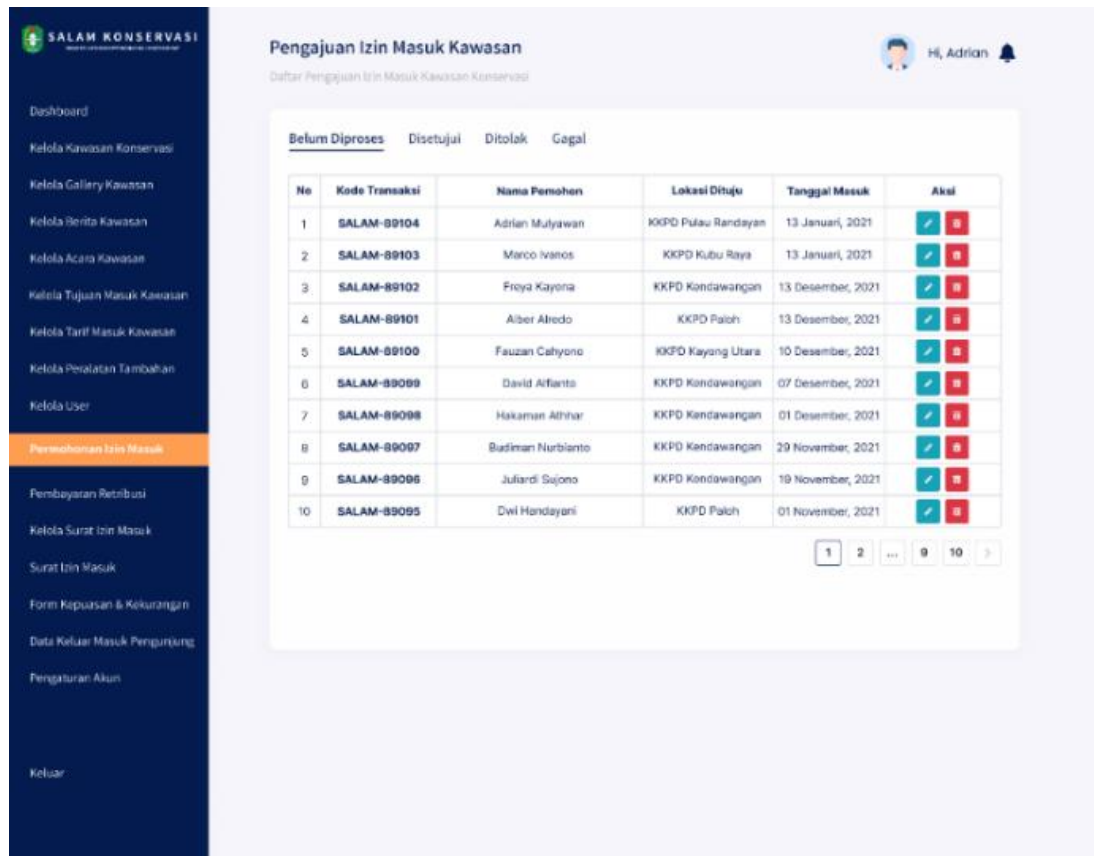 SALAM KONSERVASI
Dashboard
Kelola Kawasan Konservasi
Kelola Gallery Kawasan
Kelola Berita Kawasan
Kelola Acara Kawasan
Kelola Tujuan Masuk Kawasan
Kelola Tarif Masuk Kawasan
Kelola Peralatan Tambahan
Kelola User
Permohonan Izin Masuk
Pembayaran Retribusi
Kelola Surat Izin Masuk
Surat Izin Masuk
Form Kepuasan & Kekurangan
Data Keluar Masuk Pengunjung
Pengaturan Akun
Keluar
Pengajuan Izin Masuk Kawasan
Daftar Pengajuan Izin Masuk Kawasan Konservasi
Hi, Adrian
Belum Diproses Disetujui Ditolak Gagal
No Kode Transaksi Nama Pemohon Lokasi Dituju Tanggal Masuk Aksi
1 SALAM-89104 Adrian Mulyawan KKPD Pulau Randayan 13 Januari, 2021
2 SALAM-89103 Marco Ivanos KKPD Kubu Raya 13 Januari, 2021
3 SALAM-89102 Freya Kayona KKPD Kendawangan 13 Desember, 2021
4 SALAM-89101 Alber Alredo KKPD Paloh 13 Desember, 2021
5 SALAM-89100 Fauzan Cahyono KKPD Kayong Utara 10 Desember, 2021
6 SALAM-89099 David Alfianto KKPD Kendawangan 07 Desember, 2021
7 SALAM-89098 Hakaman Athhar KKPD Kendawangan 01 Desember, 2021
8 SALAM-89097 Budiman Nurbianto KKPD Kendawangan 29 November, 2021
9 SALAM-89096 Juliardi Sujono KKPD Kendawangan 19 November, 2021
10 SALAM-89095 Dwi Handayani KKPD Paloh 01 November, 2021
1 2 ... 9 10 >